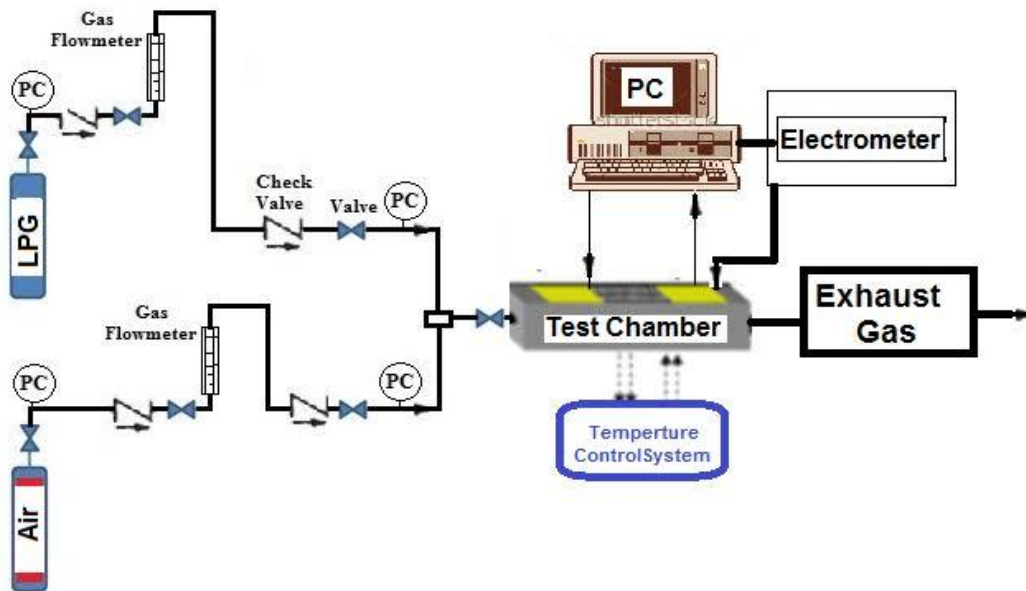 Gas
Flowmeter
PC
LPG
Check
Valve
Valve
PC
PC
shutterstock
Electrometer
Test Chamber
Exhaust
Gas
Temperture
ControlSystem
Gas
Flowmeter
PC
PC
Air